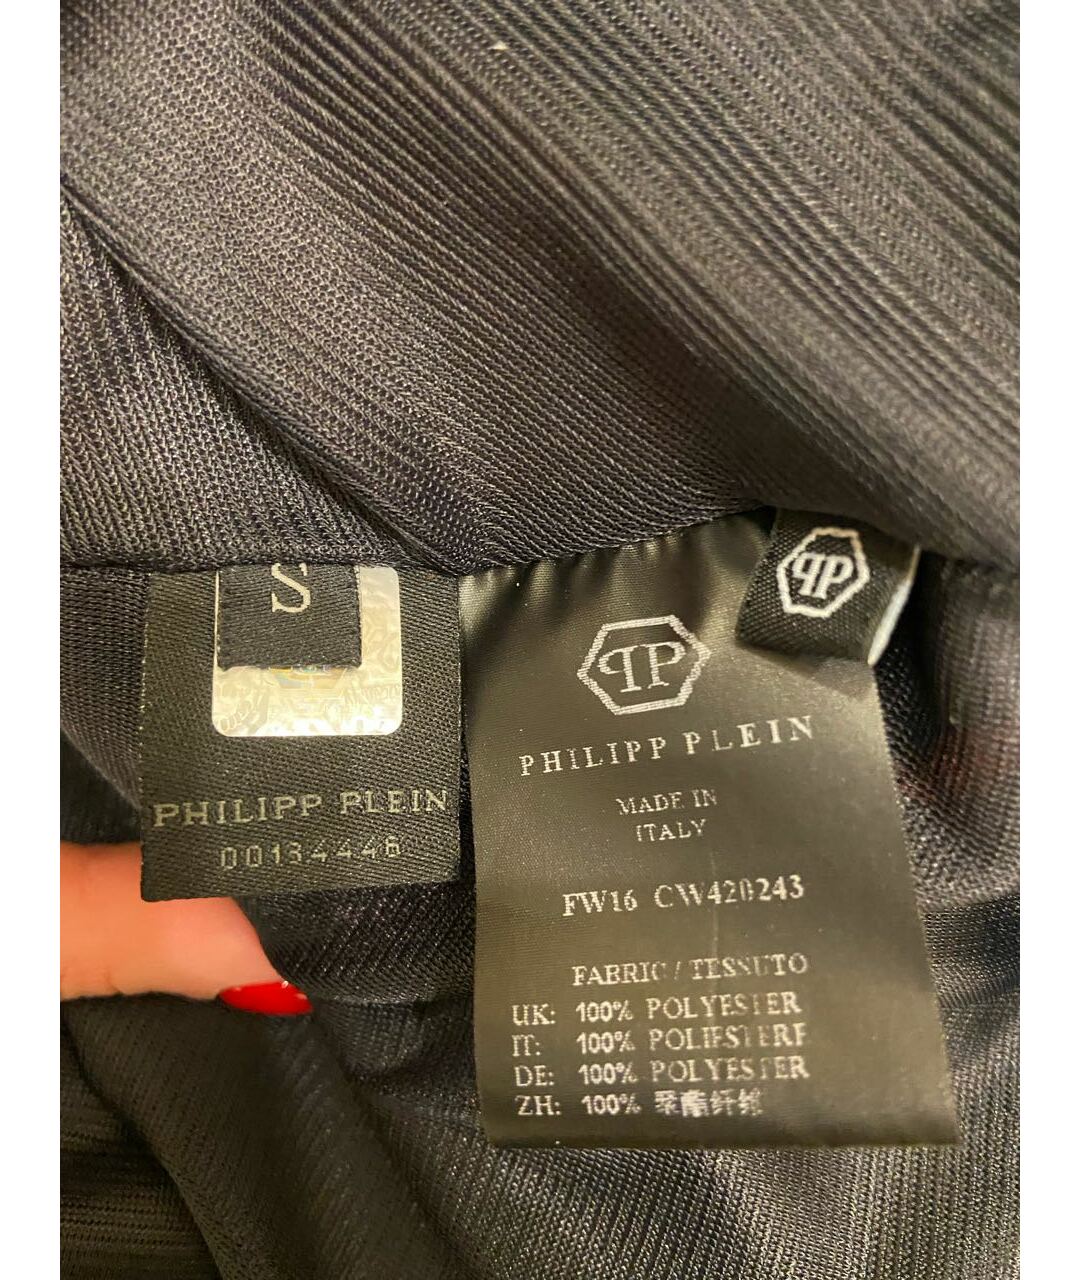 S
PHILIPP PLEIN
00134446
PP
PP
PHILIPP PLEIN
MADE IN
ITALY
FW16 CW420243
FABRIC / TESSUTO
UK: 100% POLYESTER
IT: 100% POLIESTERE
DE: 100% POLYESTER
ZH: 100% 聚酯纤维